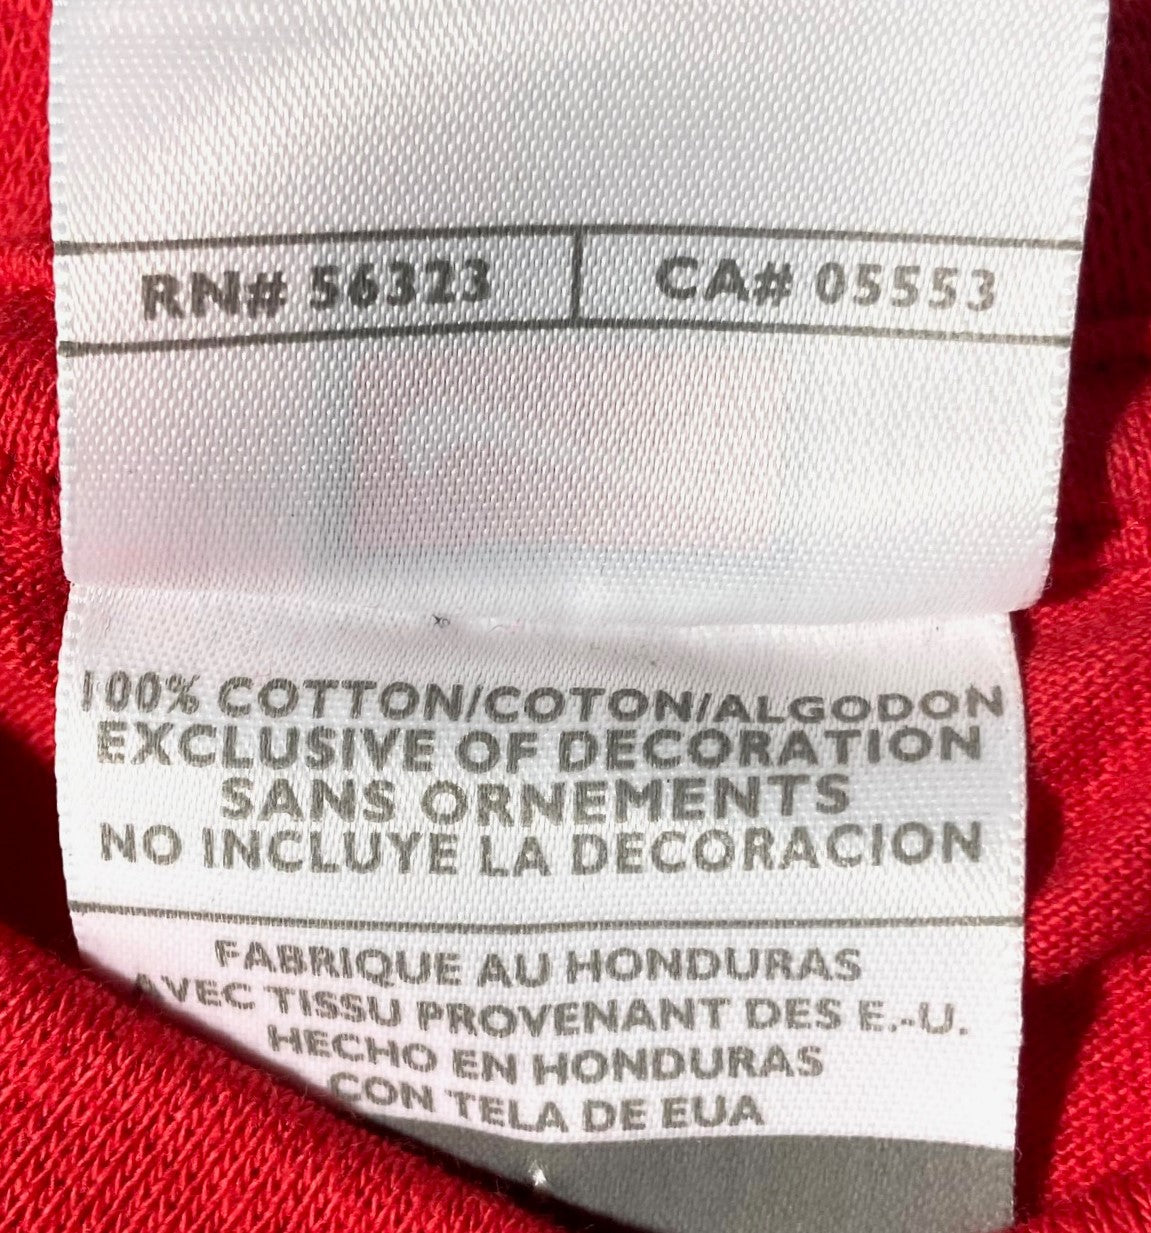 RN# 56323 CA# 05553
100% COTTON/COTON/ALGODON
EXCLUSIVE OF DECORATION
SANS ORNEMENTS
NO INCLUYE LA DECORACION
FABRIQUE AU HONDURAS
AVEC TISSU PROVENANT DES E.-U.
HECHO EN HONDURAS
CON TELA DE EUA